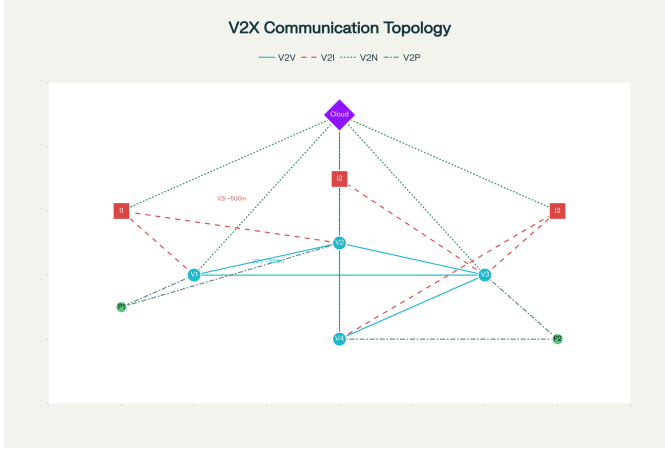 V2X Communication Topology
V2V V2I V2N V2P
Cloud
I2
V2I ~500m
I1
I3
V2
V1
V3
P1
V4
P2